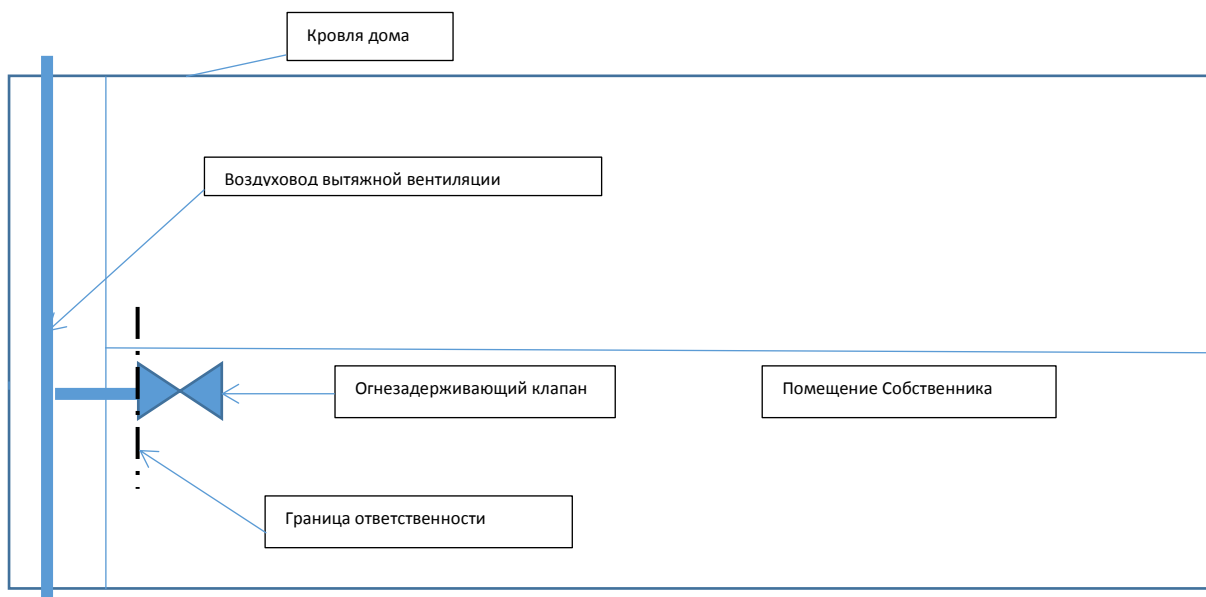 Кровля дома
Воздуховод вытяжной вентиляции
Огнезадерживающий клапан
Помещение Собственника
Граница ответственности